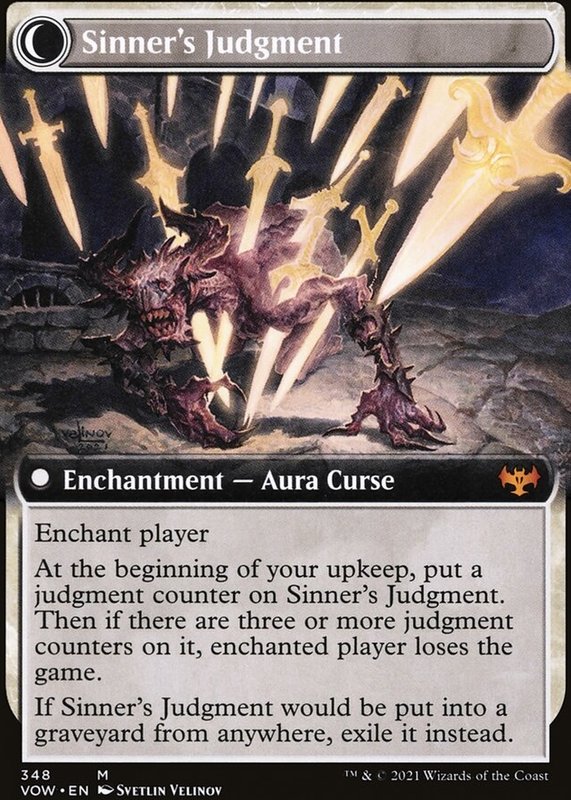 Sinner's Judgment
VELINOV
2021
Enchantment — Aura Curse
Enchant player
At the beginning of your upkeep, put a
judgment counter on Sinner's Judgment.
Then if there are three or more judgment
counters on it, enchanted player loses the
game.
If Sinner's Judgment would be put into a
graveyard from anywhere, exile it instead.
348 M
VOW • EN SVETLIN VELINOV
™ & © 2021 Wizards of the Coast